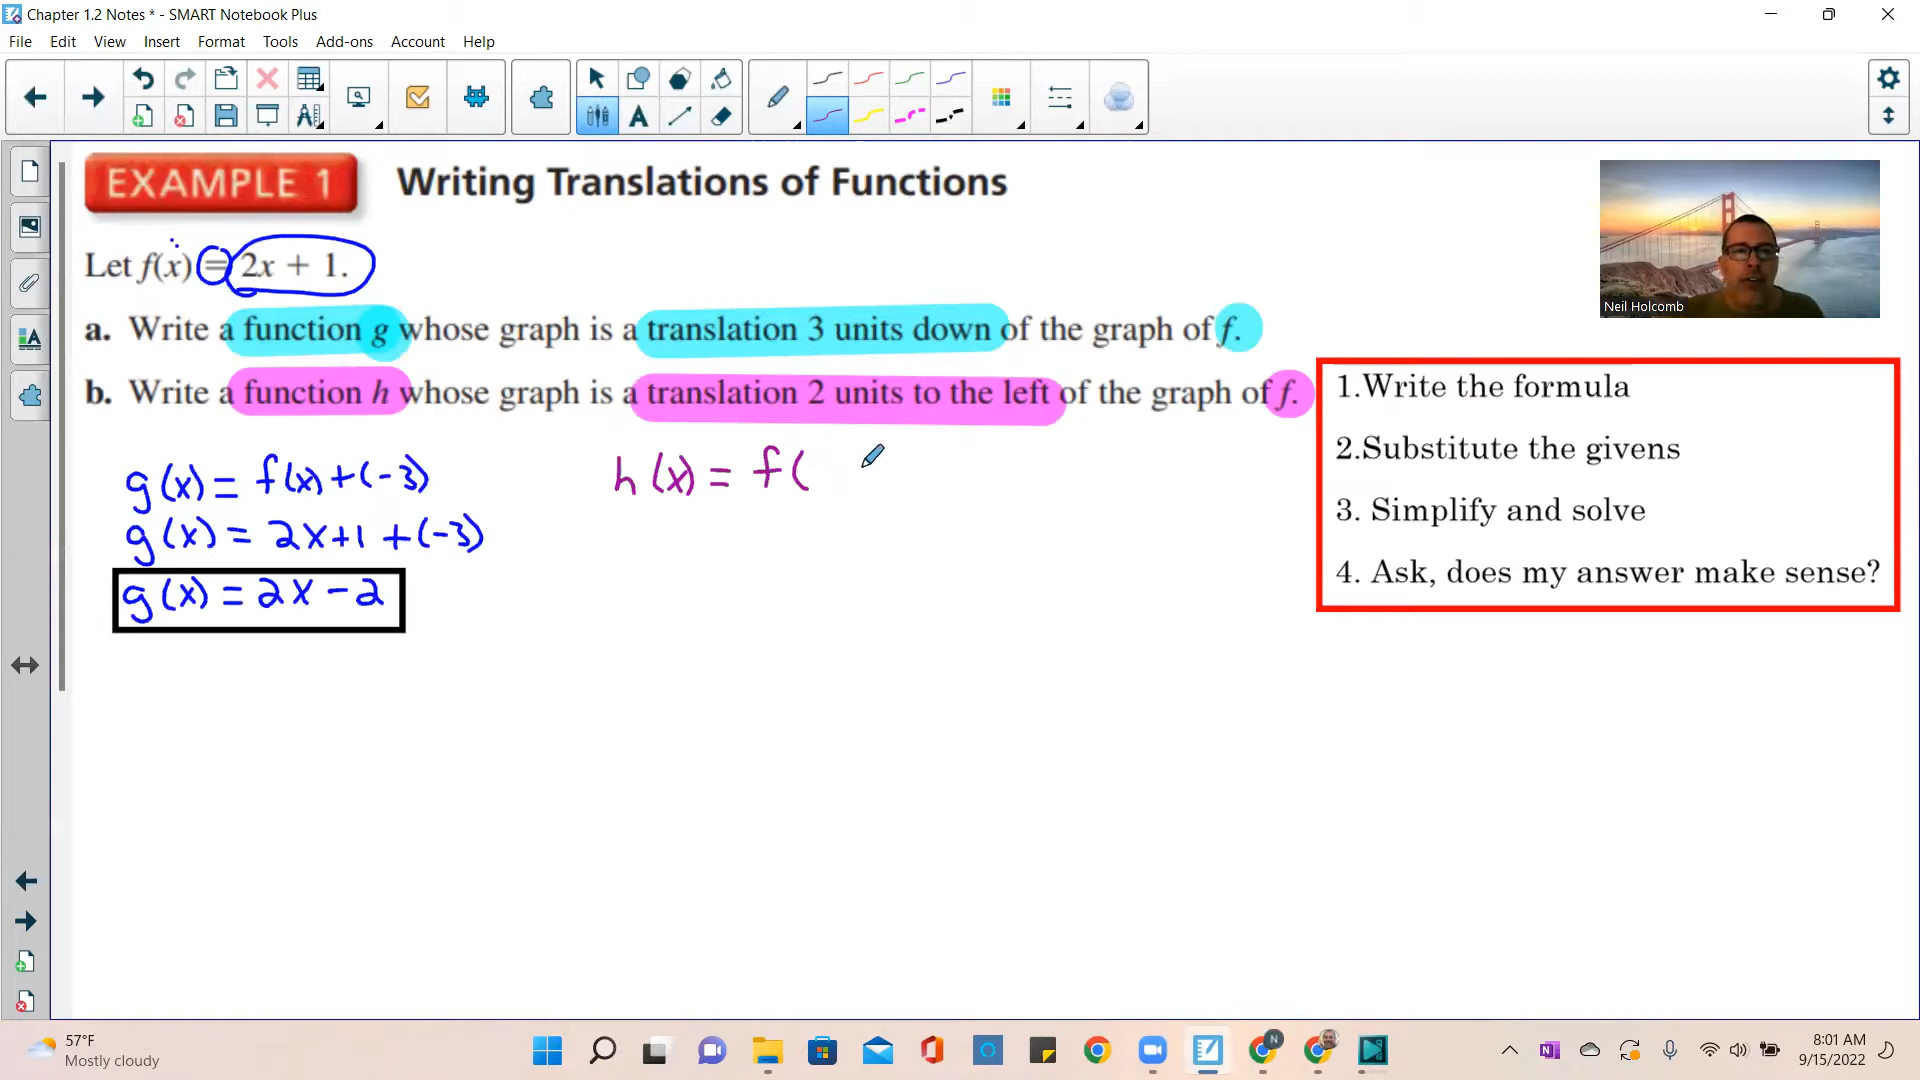 Chapter 1.2 Notes * - SMART Notebook Plus
File Edit View Insert Format Tools Add-ons Account Help
EXAMPLE 1 Writing Translations of Functions
Let f(x) = 2x + 1.
a. Write a function g whose graph is a translation 3 units down of the graph of f.
b. Write a function h whose graph is a translation 2 units to the left of the graph of f.
Neil Holcomb
1.Write the formula
2.Substitute the givens
3. Simplify and solve
4. Ask, does my answer make sense?
g(x) = f(x)+(-3)
g(x) = 2x+1 +(-3)
g(x) = 2x -2
h(x) = f(
57°F
Mostly cloudy
8:01 AM
9/15/2022